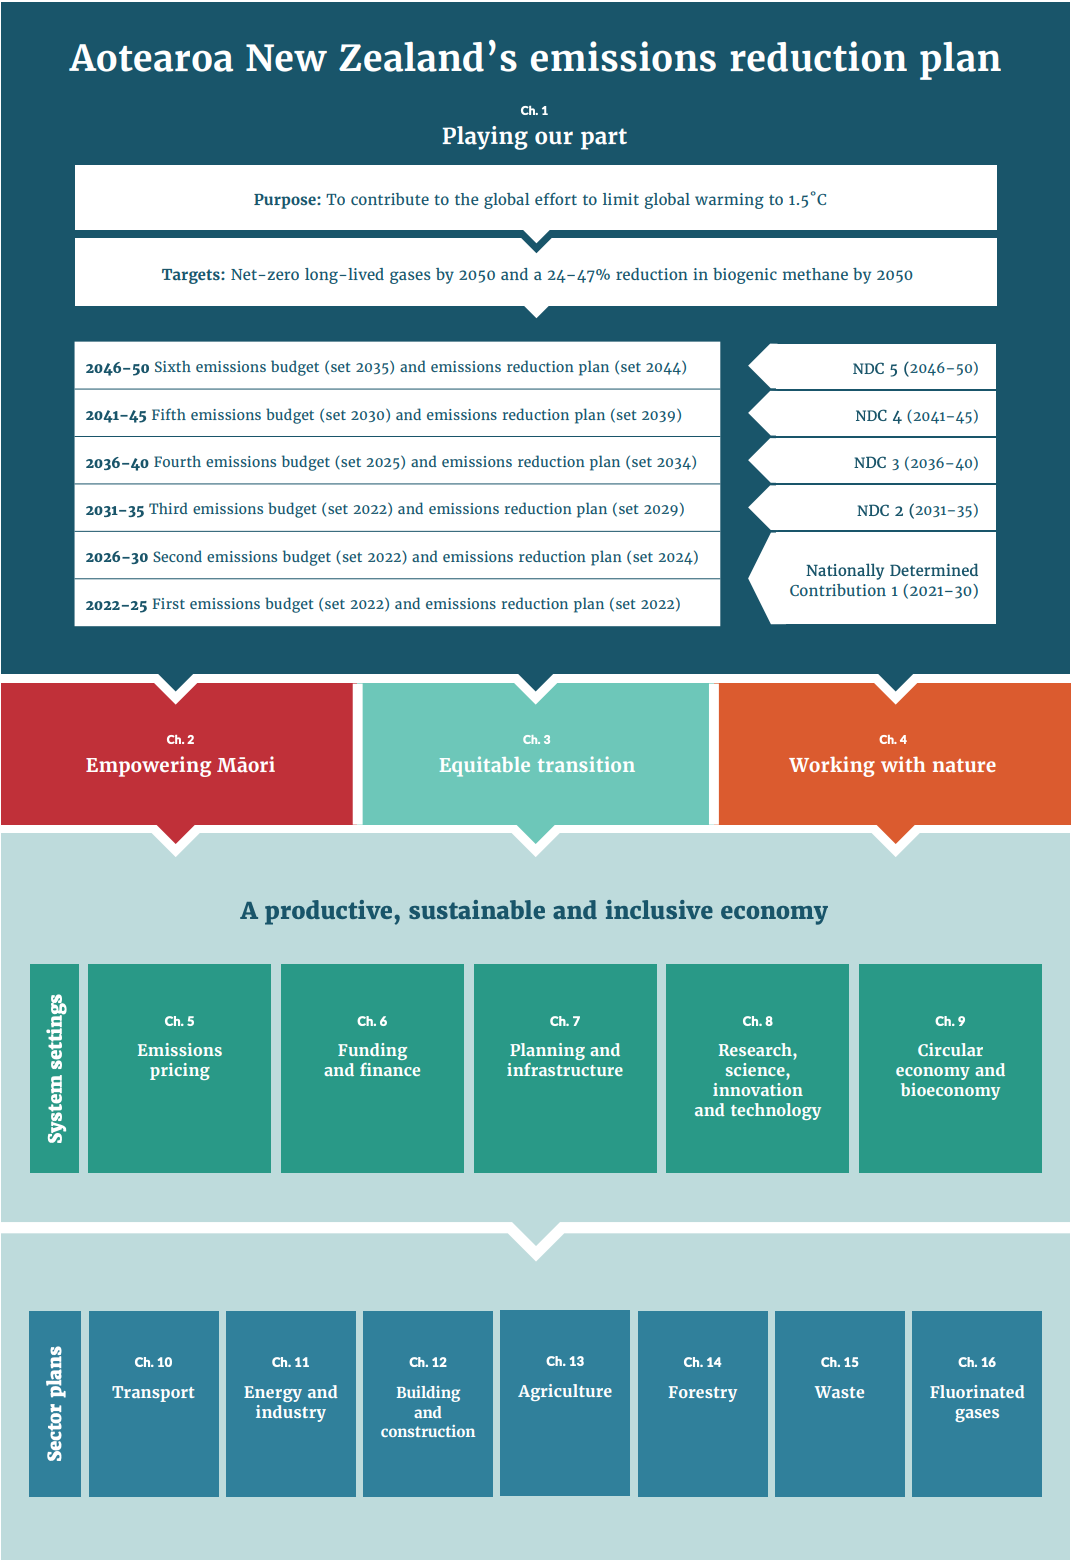 Aotearoa New Zealand’s emissions reduction plan
Ch. 1
Playing our part
Purpose: To contribute to the global effort to limit global warming to 1.5˚C
Targets: Net-zero long-lived gases by 2050 and a 24–47% reduction in biogenic methane by 2050
2046–50 Sixth emissions budget (set 2035) and emissions reduction plan (set 2044)
NDC 5 (2046–50)
2041–45 Fifth emissions budget (set 2030) and emissions reduction plan (set 2039)
NDC 4 (2041–45)
2036–40 Fourth emissions budget (set 2025) and emissions reduction plan (set 2034)
NDC 3 (2036–40)
2031–35 Third emissions budget (set 2022) and emissions reduction plan (set 2029)
NDC 2 (2031–35)
2026–30 Second emissions budget (set 2022) and emissions reduction plan (set 2024)
2022–25 First emissions budget (set 2022) and emissions reduction plan (set 2022)
Nationally Determined
Contribution 1 (2021–30)
Ch. 2
Empowering Māori
Ch. 3
Equitable transition
Ch. 4
Working with nature
A productive, sustainable and inclusive economy
System settings
Ch. 5
Emissions
pricing
Ch. 6
Funding
and finance
Ch. 7
Planning and
infrastructure
Ch. 8
Research,
science,
innovation
and technology
Ch. 9
Circular
economy and
bioeconomy
Sector plans
Ch. 10
Transport
Ch. 11
Energy and
industry
Ch. 12
Building
and
construction
Ch. 13
Agriculture
Ch. 14
Forestry
Ch. 15
Waste
Ch. 16
Fluorinated
gases